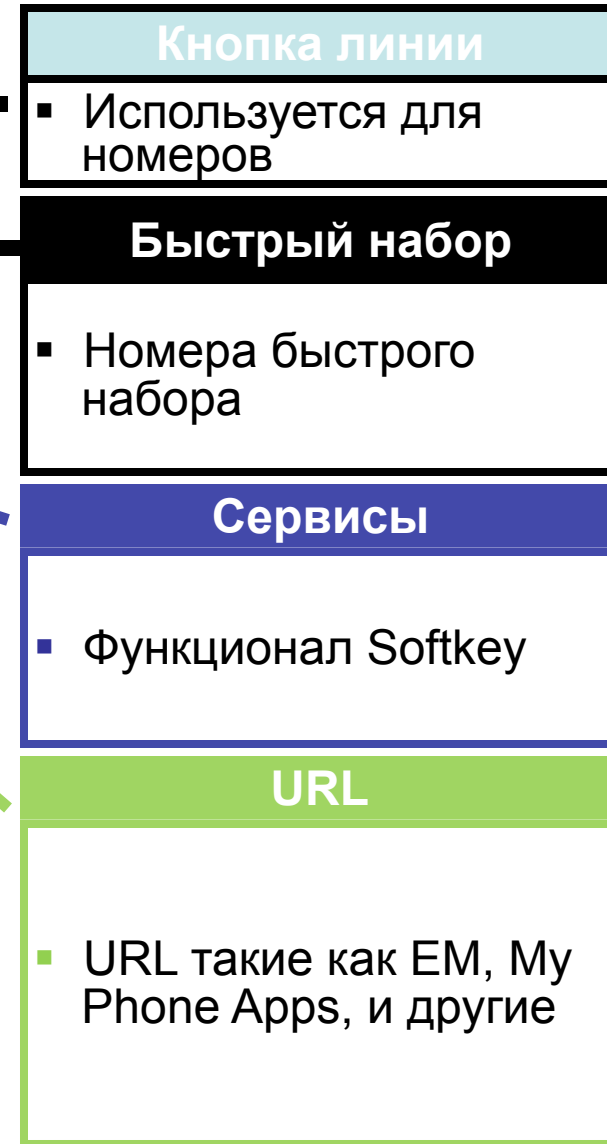 Кнопка линии
▪ Используется для
номеров
Быстрый набор
▪ Номера быстрого
набора
Сервисы
▪ Функционал Softkey
URL
▪ URL такие как EM, My
Phone Apps, и другие